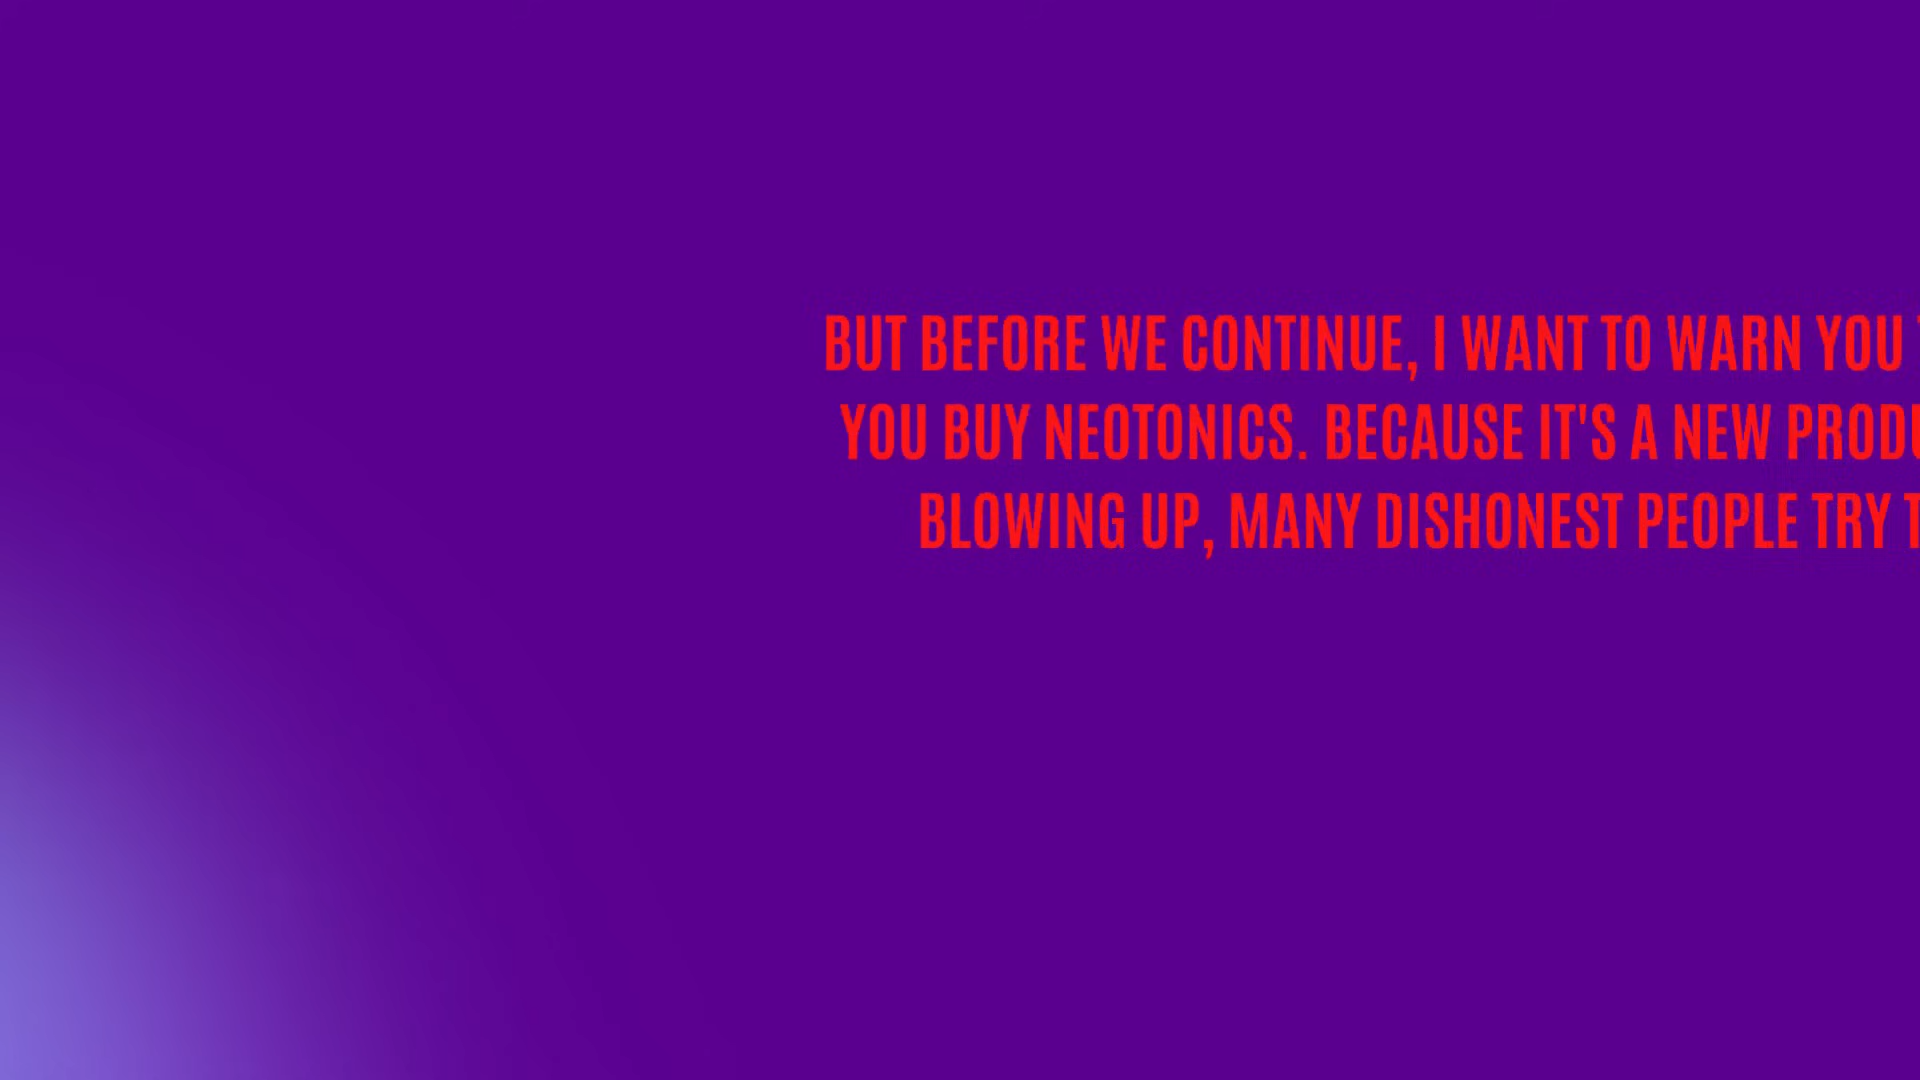 BUT BEFORE WE CONTINUE, I WANT TO WARN YOU
YOU BUY NEOTONICS. BECAUSE IT'S A NEW
BLOWING UP, MANY DISHONEST PEOPLE TRY